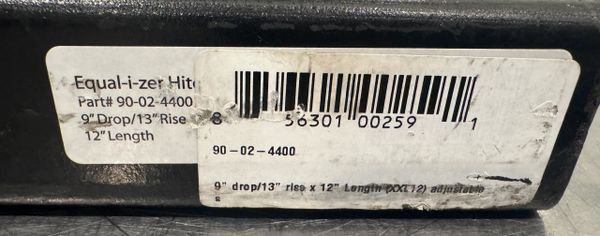 Equal-i-zer Hitc
Part# 90-02-4400
9" Drop/13" Rise
12" Length
8 56301 00259 1
90-02-4400
9" drop/13" rise x 12" Length (XXL12) adjustable
s